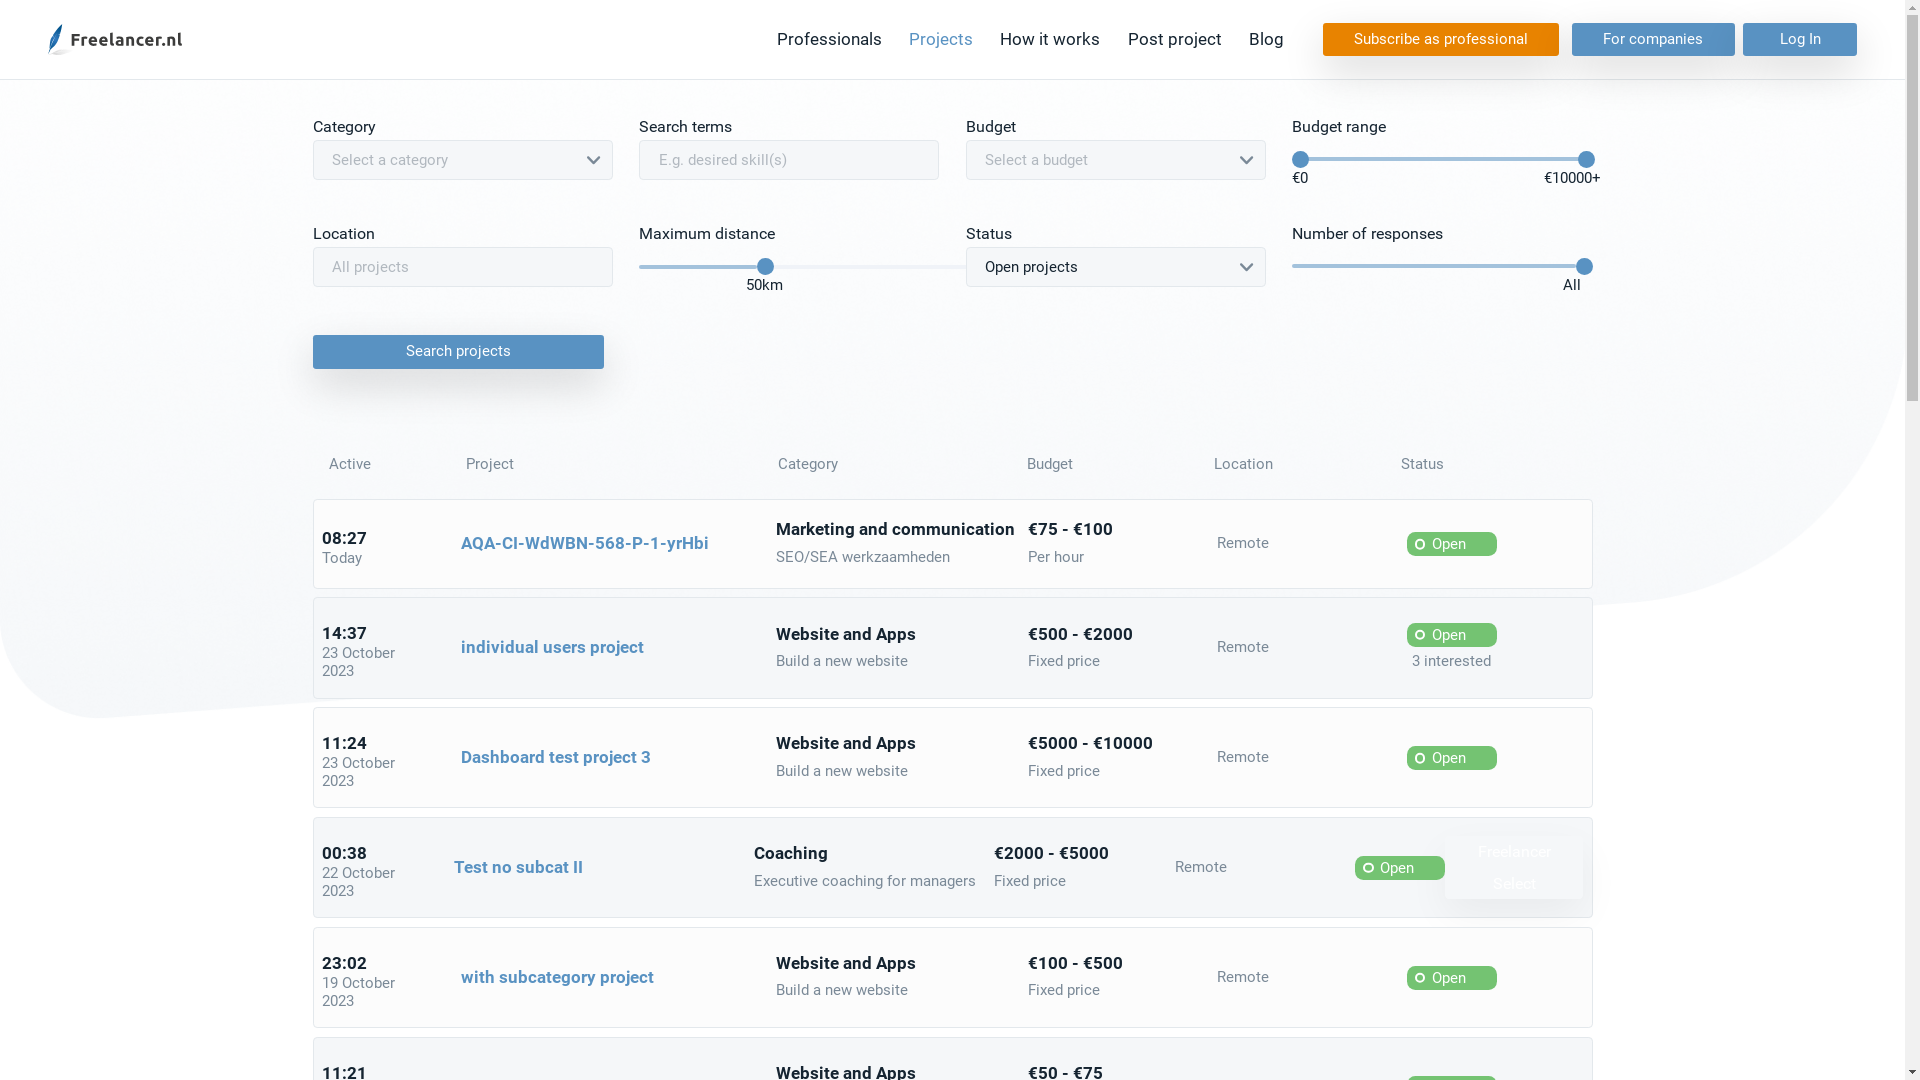 Freelancer.nl
Professionals Projects How it works Post project Blog Subscribe as professional For companies Log In
Category Search terms Budget Budget range
Select a category E.g. desired skill(s) Select a budget
€0 €10000+
Location Maximum distance Status Number of responses
All projects Open projects
50km All
Search projects
Active Project Category Budget Location Status
08:27 AQA-CI-WdWBN-568-P-1-yrHbi Marketing and communication €75 - €100 Remote Open
Today SEO/SEA werkzaamheden Per hour
14:37 individual users project Website and Apps €500 - €2000 Remote Open
23 October Build a new website Fixed price 3 interested
2023
11:24 Dashboard test project 3 Website and Apps €5000 - €10000 Remote Open
23 October Build a new website Fixed price
2023
00:38 Test no subcat II Coaching €2000 - €5000 Remote Open Freelancer
22 October Executive coaching for managers Fixed price Select
2023
23:02 with subcategory project Website and Apps €100 - €500 Remote Open
19 October Build a new website Fixed price
2023
11:21 Website and Apps €50 - €75